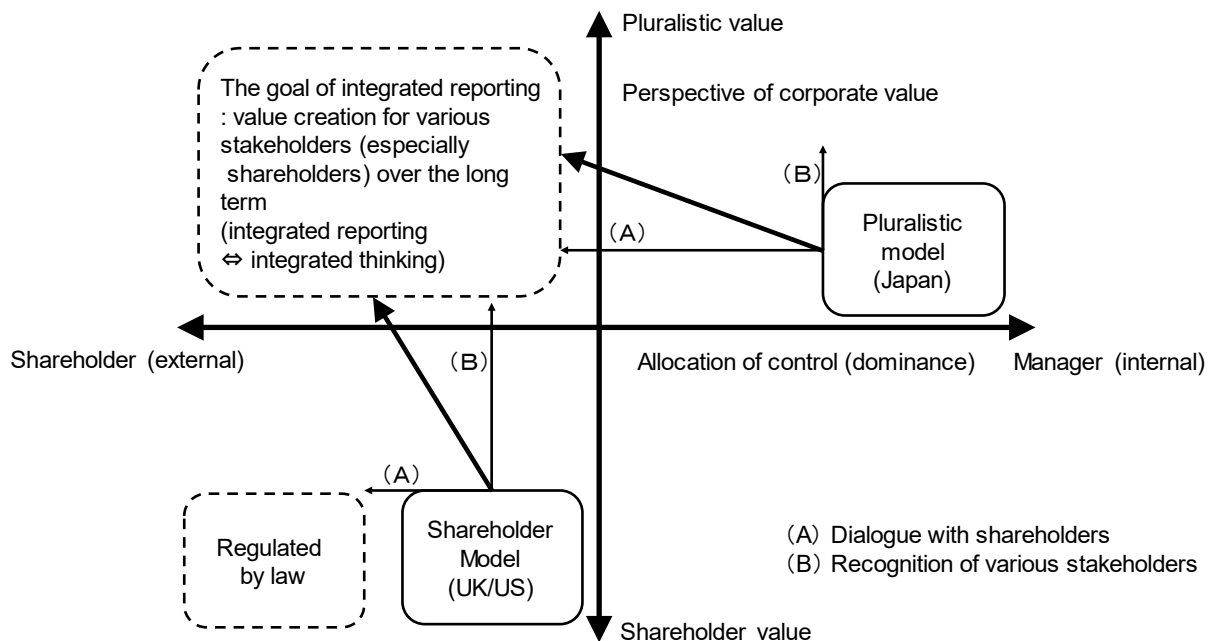 Pluralistic value
The goal of integrated reporting
: value creation for various
stakeholders (especially
shareholders) over the long
term
(integrated reporting
⇔ integrated thinking)
Perspective of corporate value
（B）
（A）
Pluralistic
model
(Japan)
Shareholder (external)
Allocation of control (dominance)
Manager (internal)
（B）
（A）
Regulated
by law
Shareholder
Model
(UK/US)
（A）Dialogue with shareholders
（B）Recognition of various stakeholders
Shareholder value